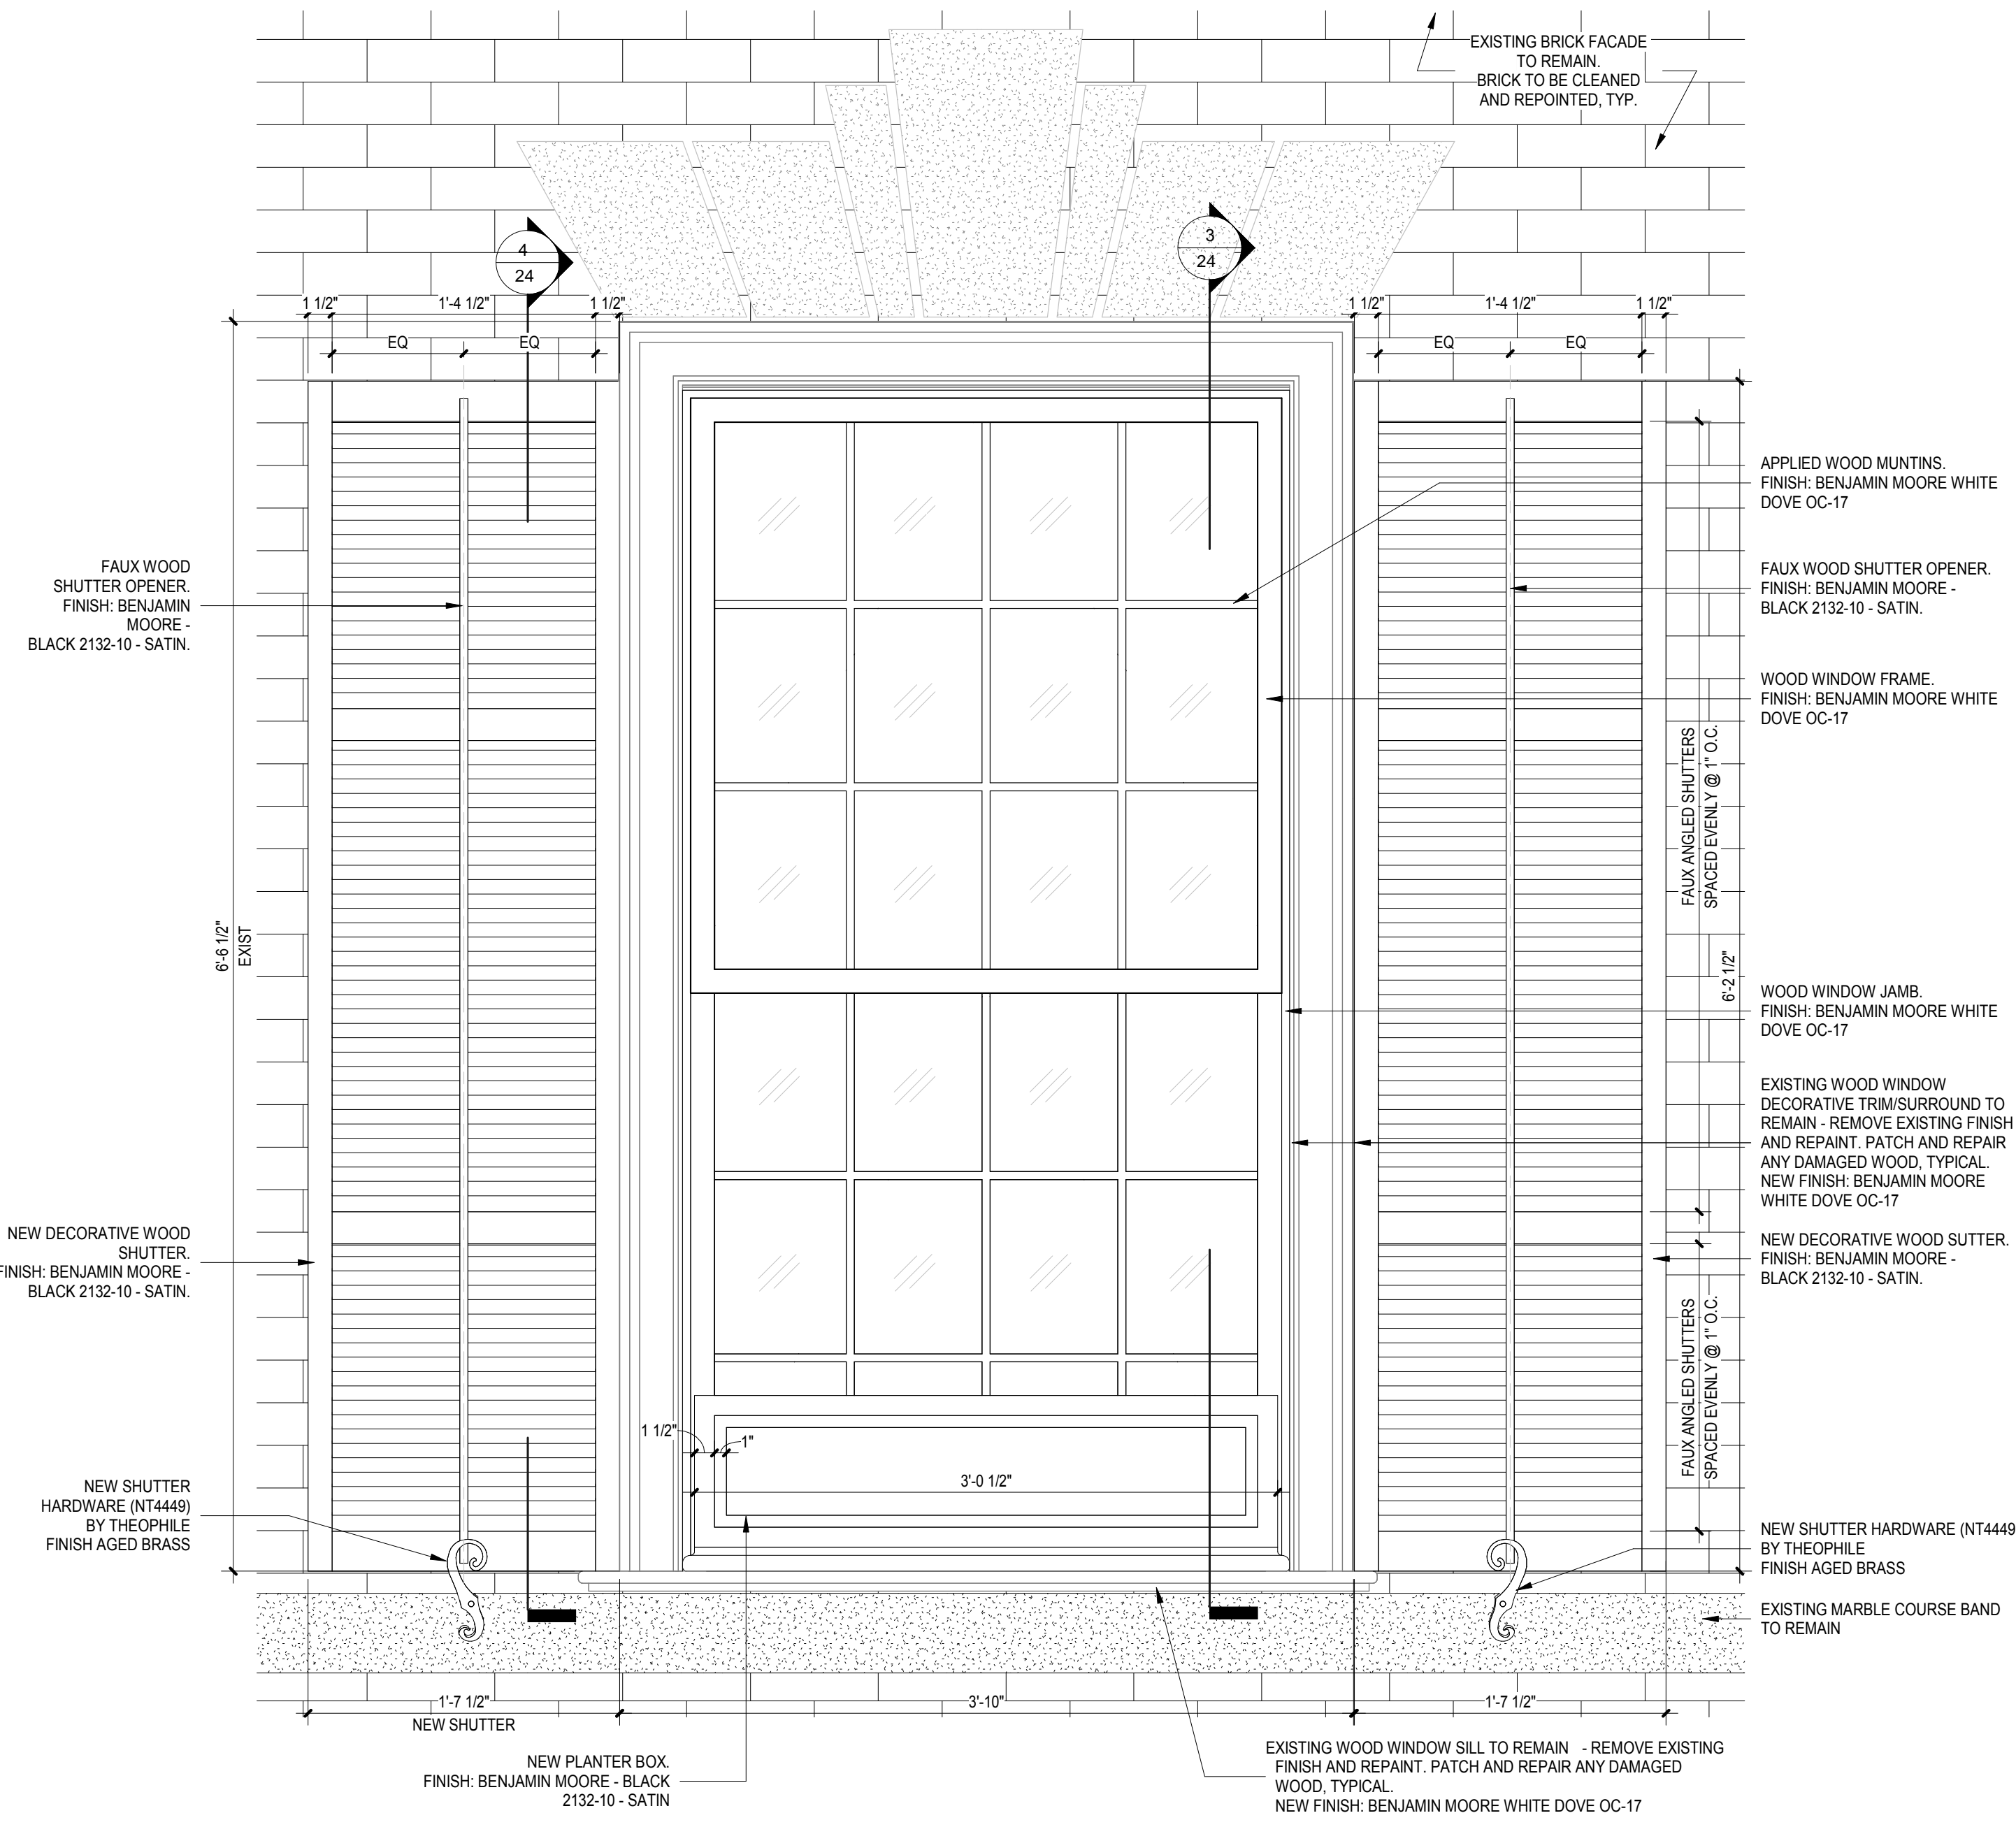 EXISTING BRICK FACADE
TO REMAIN.
BRICK TO BE CLEANED
AND REPOINTED, TYP.
4
24
3
24
1 1/2"
1'-4 1/2"
1 1/2"
1 1/2"
1'-4 1/2"
1 1/2"
EQ
EQ
EQ
EQ
FAUX WOOD
SHUTTER OPENER.
FINISH: BENJAMIN
MOORE -
BLACK 2132-10 - SATIN.
6'-6 1/2"
EXIST
NEW DECORATIVE WOOD
SHUTTER.
FINISH: BENJAMIN MOORE -
BLACK 2132-10 - SATIN.
NEW SHUTTER
HARDWARE (NT4449)
BY THEOPHILE
FINISH AGED BRASS
APPLIED WOOD MUNTINS.
FINISH: BENJAMIN MOORE WHITE
DOVE OC-17
FAUX WOOD SHUTTER OPENER.
FINISH: BENJAMIN MOORE -
BLACK 2132-10 - SATIN.
WOOD WINDOW FRAME.
FINISH: BENJAMIN MOORE WHITE
DOVE OC-17
FAUX ANGLED SHUTTERS
SPACED EVENLY @ 1" O.C.
6'-2 1/2"
WOOD WINDOW JAMB.
FINISH: BENJAMIN MOORE WHITE
DOVE OC-17
EXISTING WOOD WINDOW
DECORATIVE TRIM/SURROUND TO
REMAIN - REMOVE EXISTING FINISH
AND REPAINT. PATCH AND REPAIR
ANY DAMAGED WOOD, TYPICAL.
NEW FINISH: BENJAMIN MOORE
WHITE DOVE OC-17
NEW DECORATIVE WOOD SUTTER.
FINISH: BENJAMIN MOORE -
BLACK 2132-10 - SATIN.
FAUX ANGLED SHUTTERS
SPACED EVENLY @ 1" O.C.
1 1/2"
1"
3'-0 1/2"
NEW SHUTTER HARDWARE (NT4449
BY THEOPHILE
FINISH AGED BRASS
EXISTING MARBLE COURSE BAND
TO REMAIN
1'-7 1/2"
NEW SHUTTER
3'-10"
1'-7 1/2"
NEW PLANTER BOX.
FINISH: BENJAMIN MOORE - BLACK
2132-10 - SATIN
EXISTING WOOD WINDOW SILL TO REMAIN - REMOVE EXISTING
FINISH AND REPAINT. PATCH AND REPAIR ANY DAMAGED
WOOD, TYPICAL.
NEW FINISH: BENJAMIN MOORE WHITE DOVE OC-17